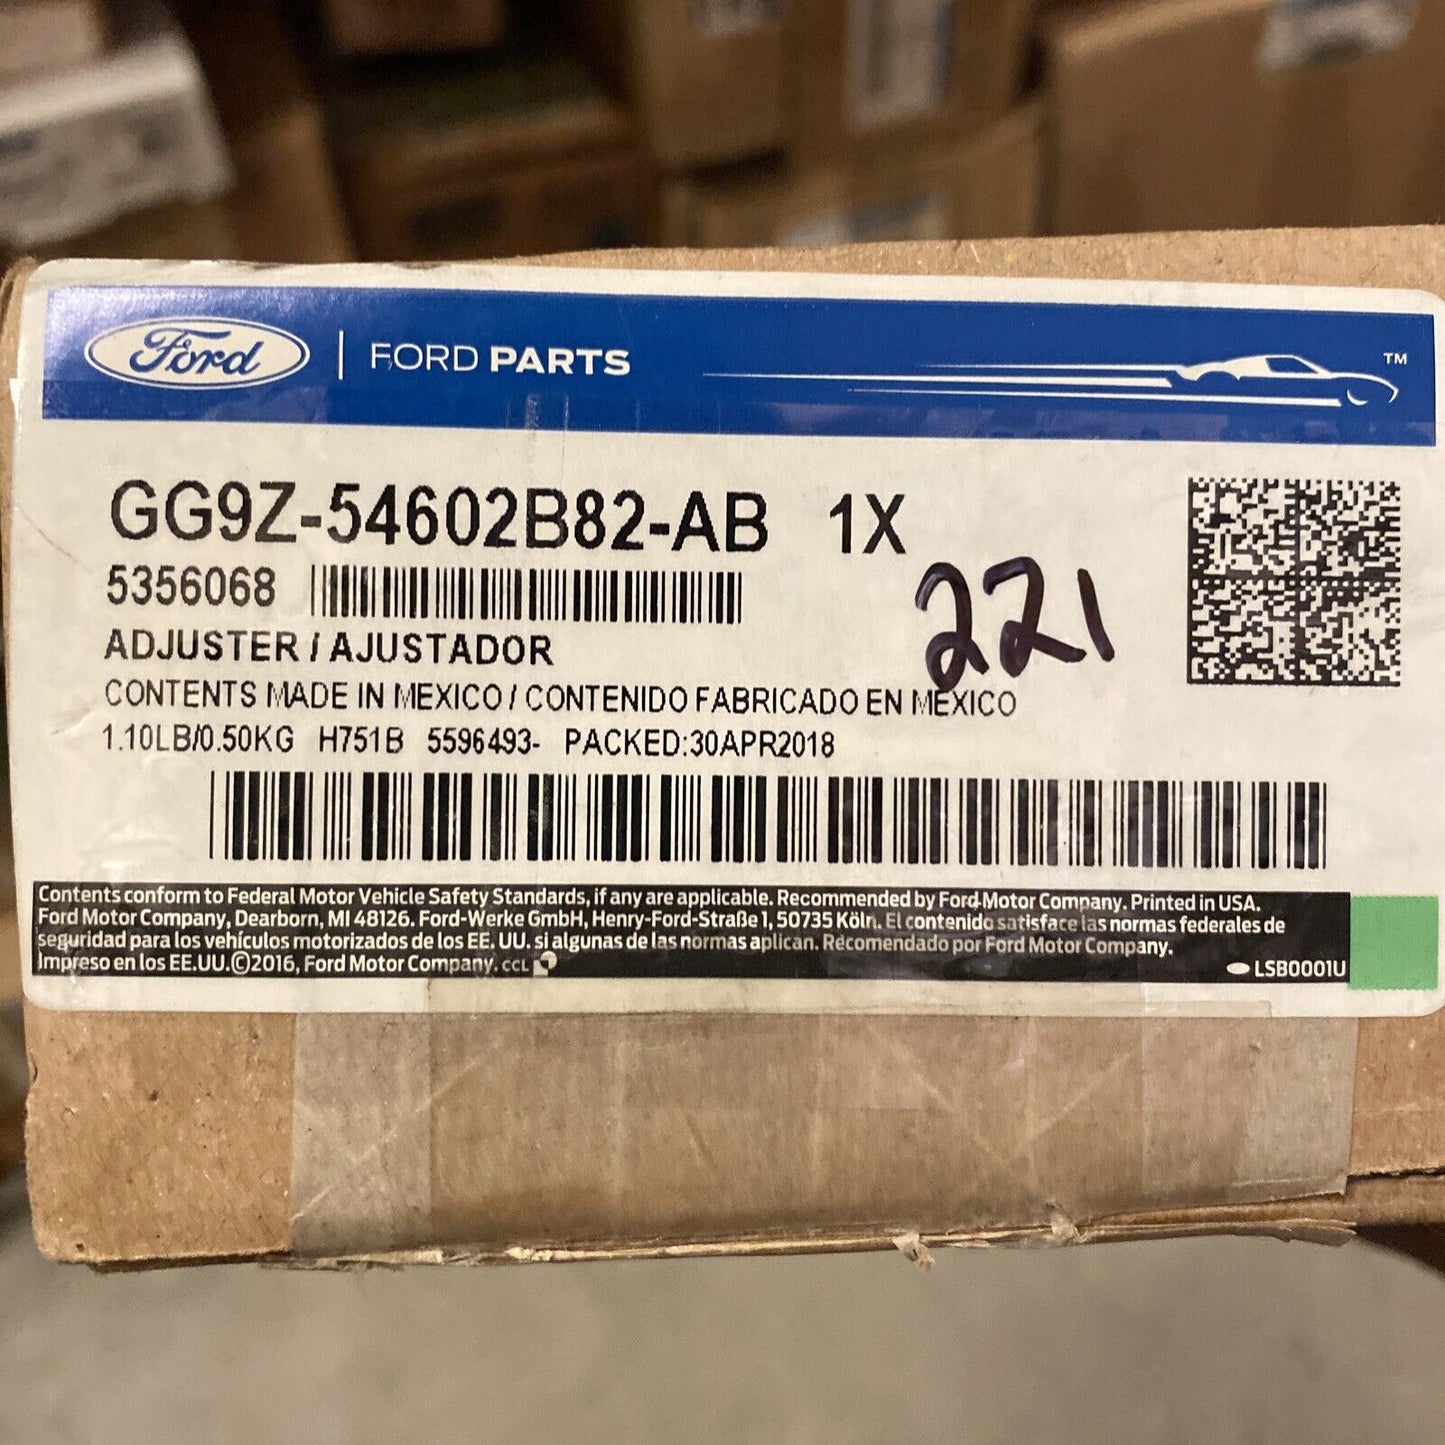 Ford | FORD PARTS ™
GG9Z-54602B82-AB 1X
5356068
221
ADJUSTER / AJUSTADOR
CONTENTS MADE IN MEXICO / CONTENIDO FABRICADO EN MEXICO
1.10LB/0.50KG H751B 5596493- PACKED:30APR2018
Contents conform to Federal Motor Vehicle Safety Standards, if any are applicable. Recommended by Ford Motor Company. Printed in USA.
Ford Motor Company, Dearborn, MI 48126. Ford-Werke GmbH, Henry-Ford-Straße 1, 50735 Köln. El contenido satisface las normas federales de
seguridad para los vehículos motorizados de los EE. UU. si algunas de las normas aplican. Recomendado por Ford Motor Company.
Impreso en los EE.UU.©2016, Ford Motor Company. CCL
LSB0001U